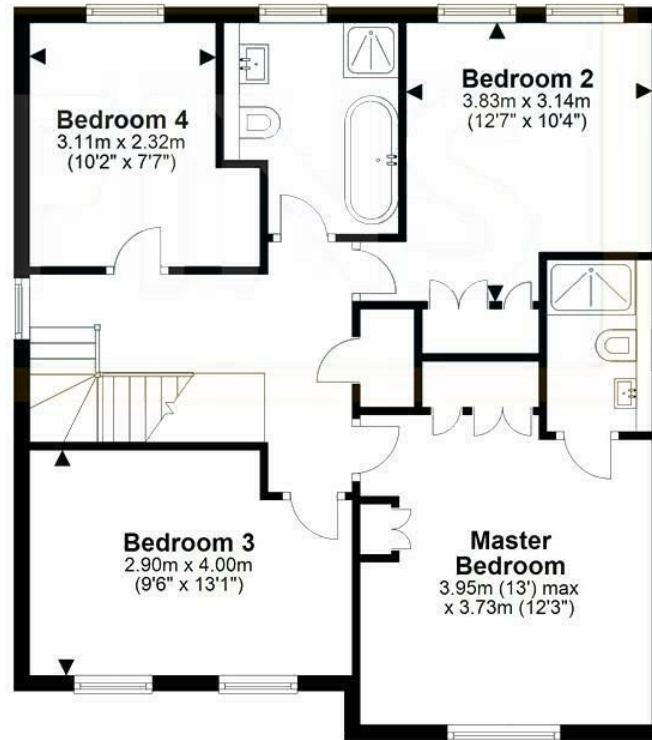 Bedroom 4
3.11m x 2.32m
(10'2" x 7'7")
Bedroom 2
3.83m x 3.14m
(12'7" x 10'4")
Bedroom 3
2.90m x 4.00m
(9'6" x 13'1")
Master
Bedroom
3.95m (13') max
x 3.73m (12'3")